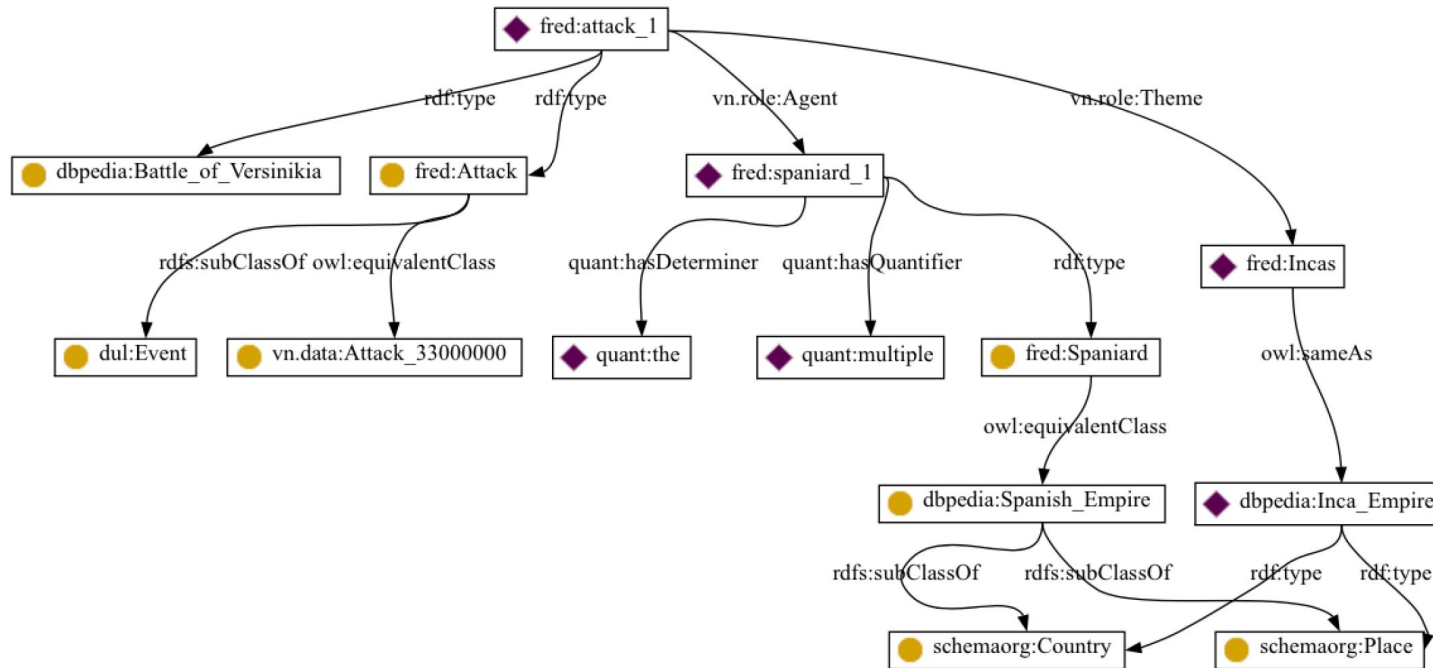 fred:attack_1
rdf:type
rdf:type
vn.role:Agent
vn.role:Theme
dbpedia:Battle_of_Versinikia
fred:Attack
fred:spaniard_1
rdfs:subClassOf
owl:equivalentClass
quant:hasDeterminer
quant:hasQuantifier
rdf:type
fred:Incas
dul:Event
vn.data:Attack_33000000
quant:the
quant:multiple
fred:Spaniard
owl:sameAs
owl:equivalentClass
dbpedia:Spanish_Empire
dbpedia:Inca_Empire
rdfs:subClassOf
rdfs:subClassOf
rdf:type
rdf:type
schemaorg:Country
schemaorg:Place